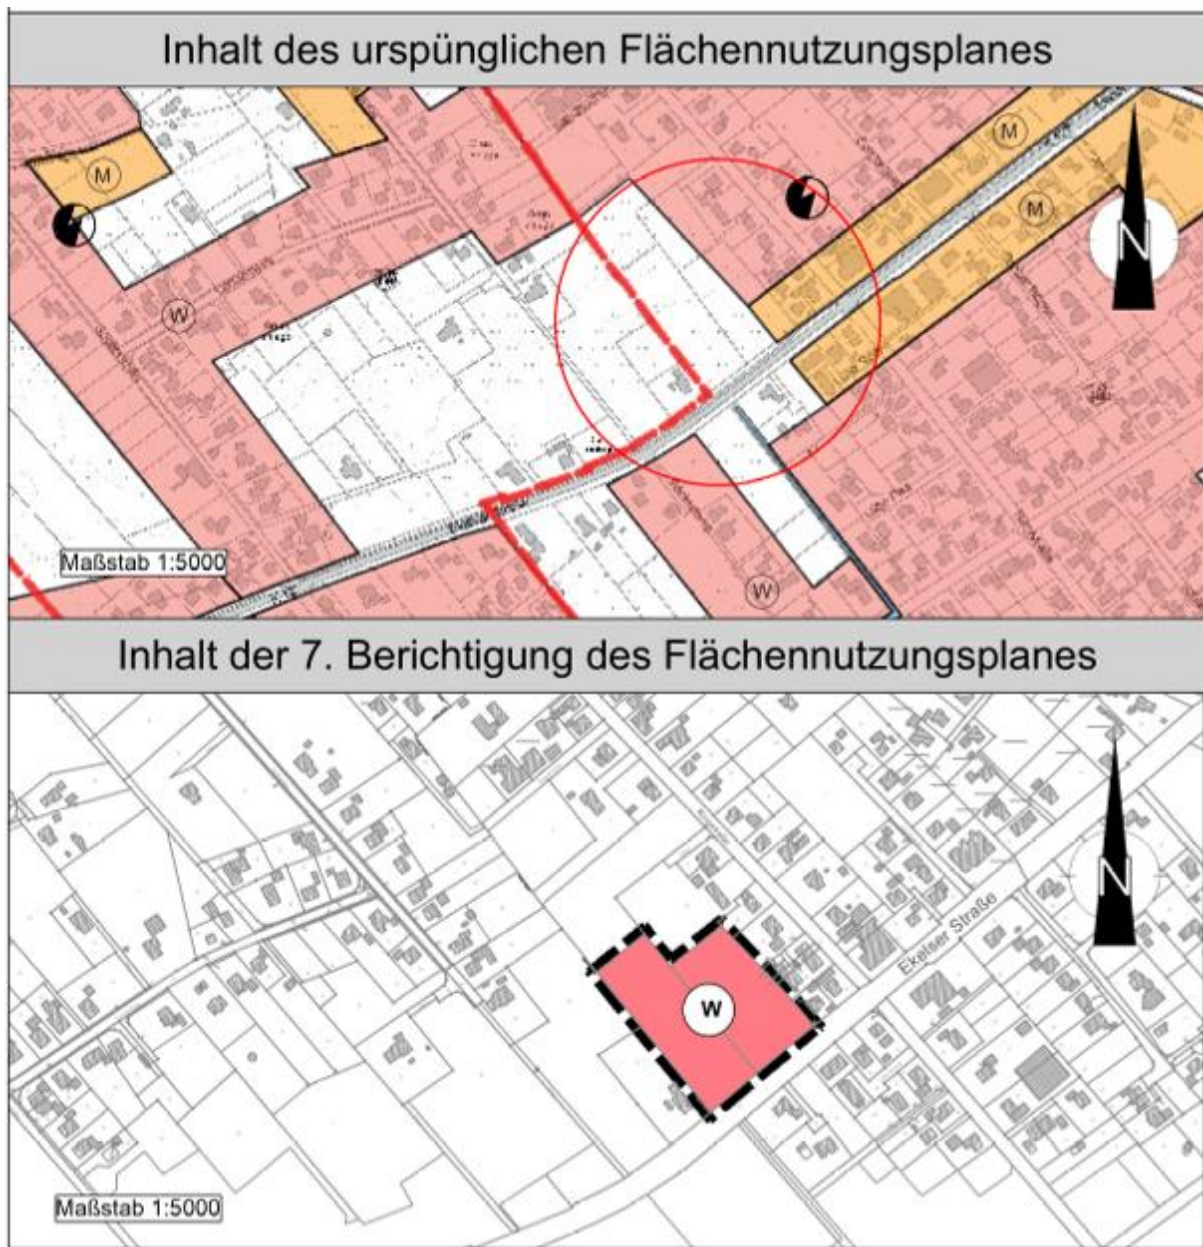 Inhalt des urspünglichen Flächennutzungsplanes
M
M
M
N
W
W
Maßstab 1:5000
Inhalt der 7. Berichtigung des Flächennutzungsplanes
N
Ekelser Straße
W
Maßstab 1:5000